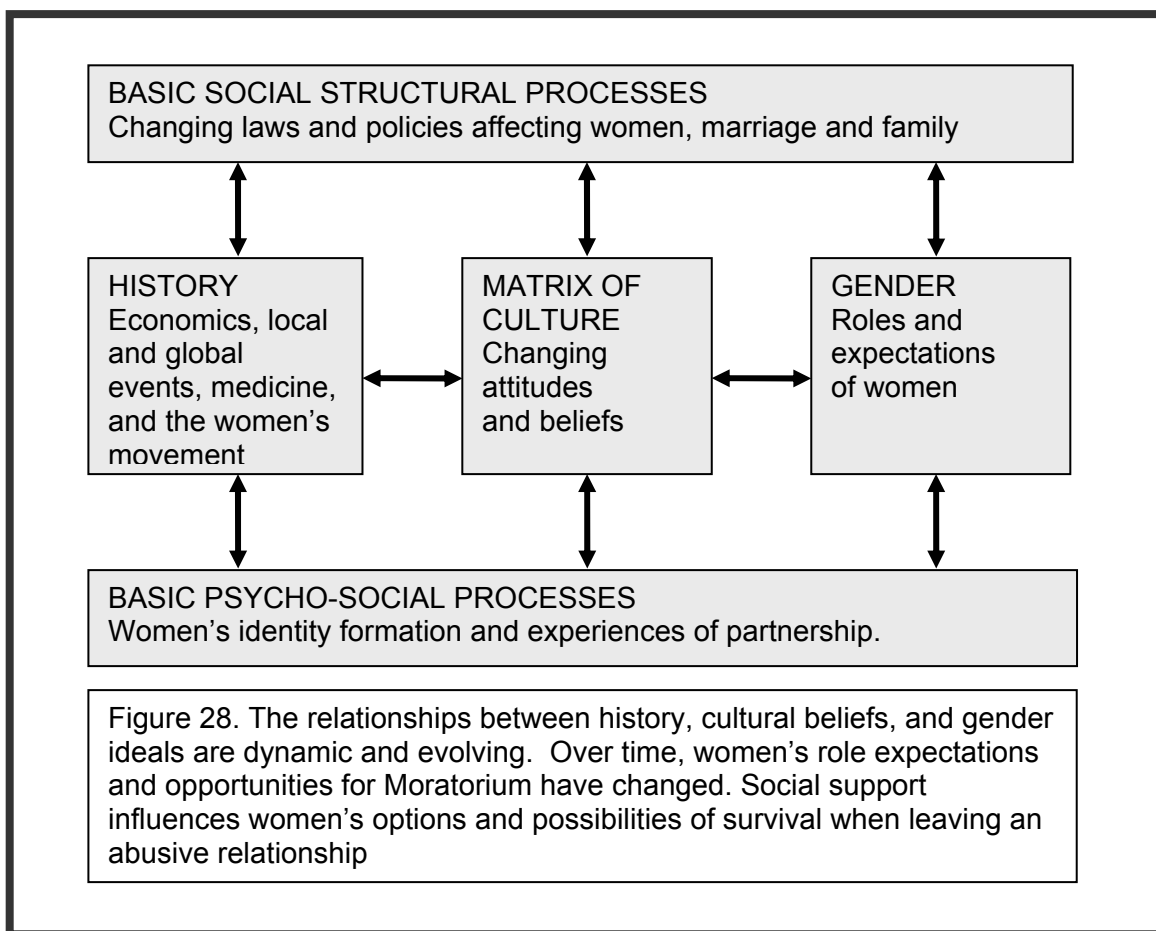 BASIC SOCIAL STRUCTURAL PROCESSES
Changing laws and policies affecting women, marriage and family
HISTORY
Economics, local
and global
events, medicine,
and the women’s
movement
MATRIX OF
CULTURE
Changing
attitudes
and beliefs
GENDER
Roles and
expectations
of women
BASIC PSYCHO-SOCIAL PROCESSES
Women’s identity formation and experiences of partnership.
Figure 28. The relationships between history, cultural beliefs, and gender
ideals are dynamic and evolving.  Over time, women’s role expectations
and opportunities for Moratorium have changed. Social support
influences women’s options and possibilities of survival when leaving an
abusive relationship